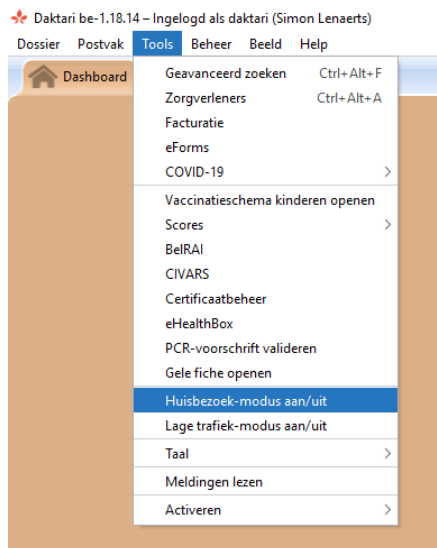 Daktari be-1.18.14 – Ingelogd als daktari (Simon Lenaerts)
Dossier Postvak Tools Beheer Beeld Help
Dashboard
Geavanceerd zoeken Ctrl+Alt+F
Zorgverleners Ctrl+Alt+A
Facturatie
eForms
COVID-19
Vaccinatieschema kinderen openen
Scores
BelRAI
CIVARS
Certificaatbeheer
eHealthBox
PCR-voorschrift valideren
Gele fiche openen
Huisbezoek-modus aan/uit
Lage trafiek-modus aan/uit
Taal
Meldingen lezen
Activeren